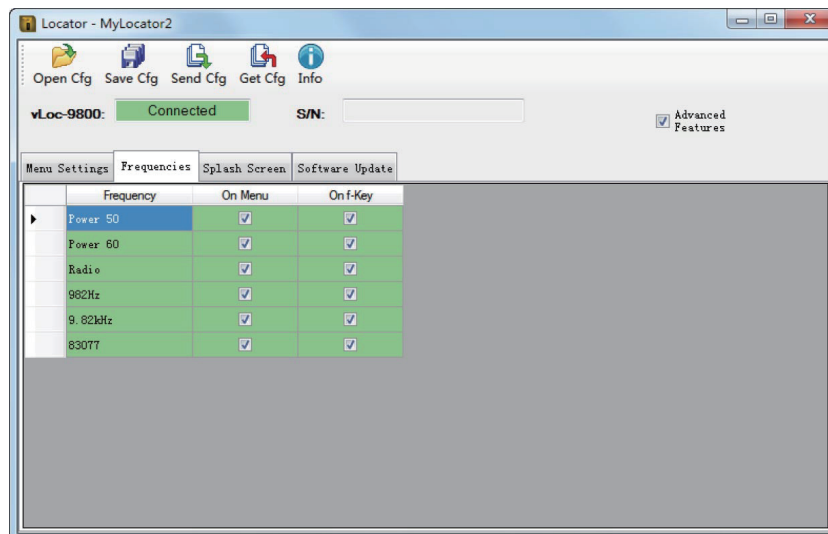 Locator - MyLocator2
Open Cfg Save Cfg Send Cfg Get Cfg Info
vLoc-9800: Connected S/N: Advanced
Features
Menu Settings Frequencies Splash Screen Software Update
Frequency On Menu On f-Key
Power 50
Power 60
Radio
982Hz
9.82kHz
83077